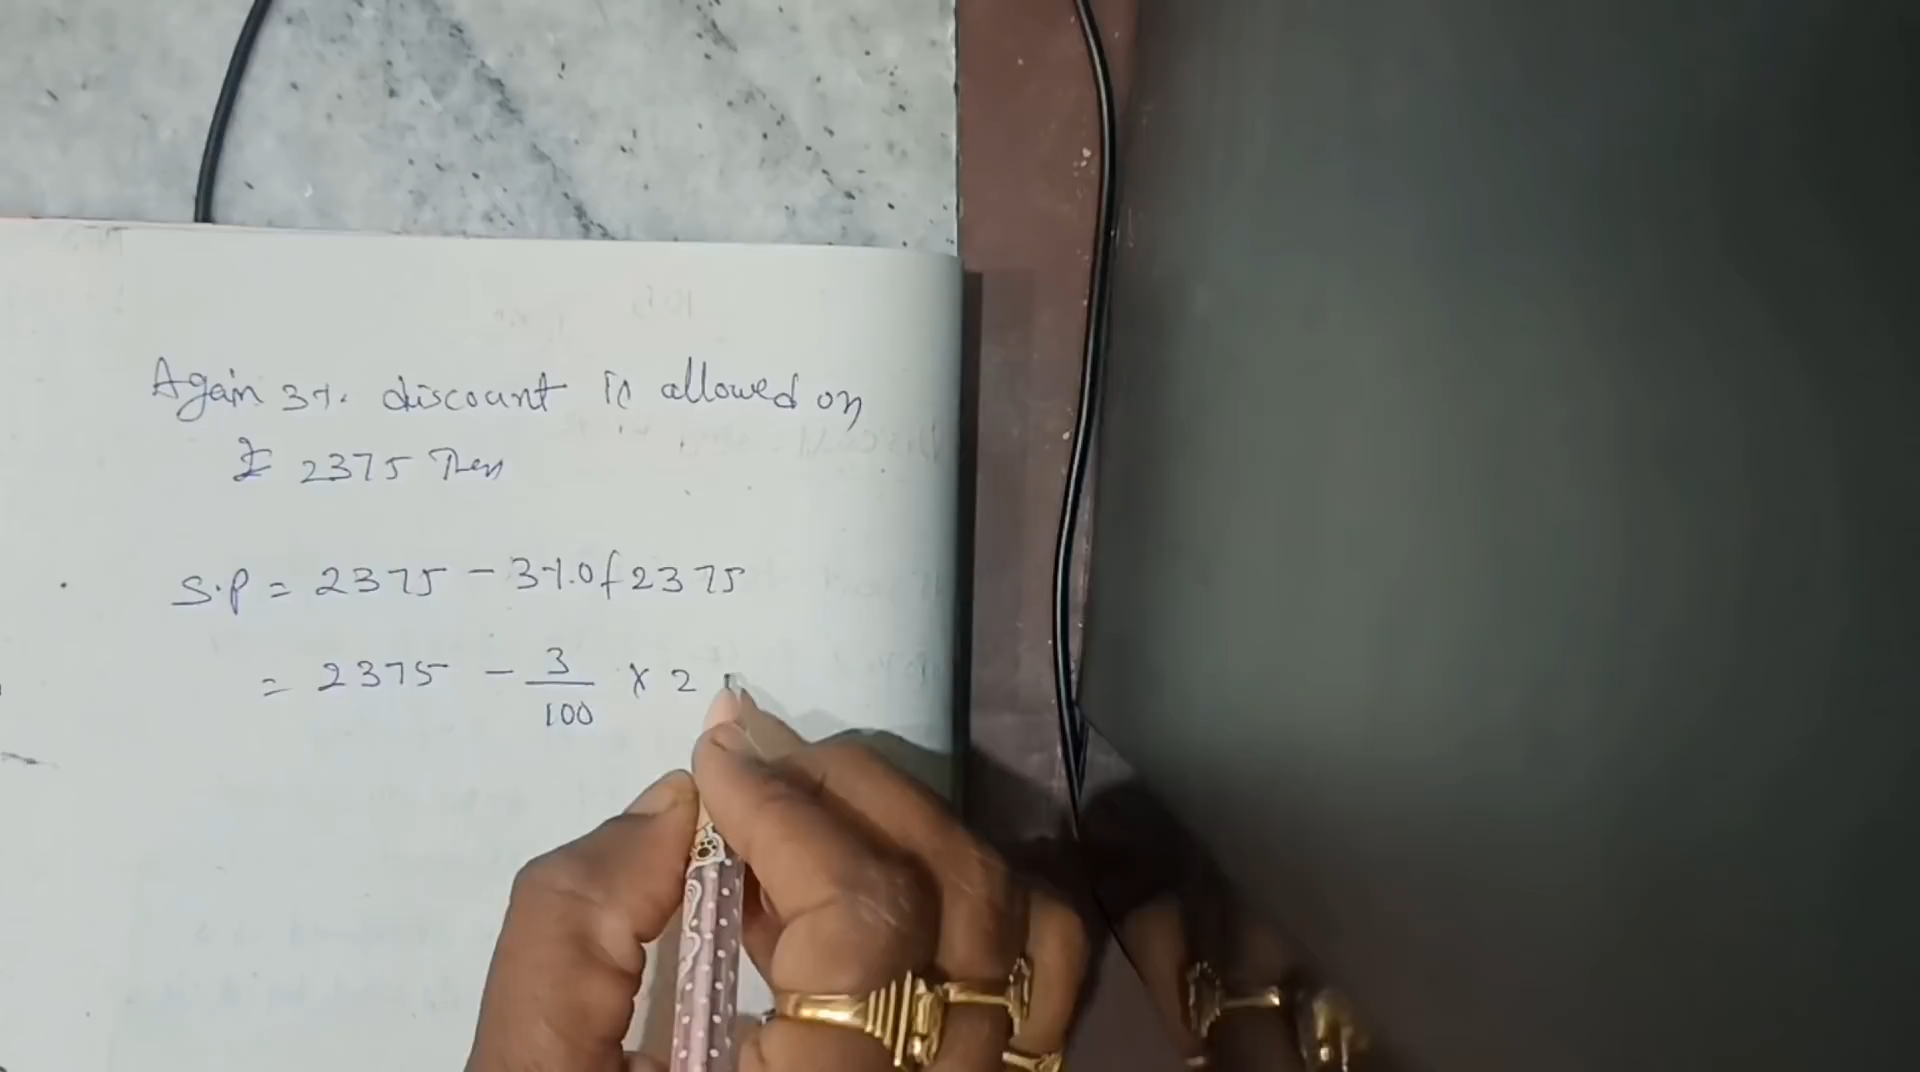 Again 3% discount is allowed on
₹ 2375 Then
S.P = 2375 - 3% of 2375
= 2375 - 3/100 x 2